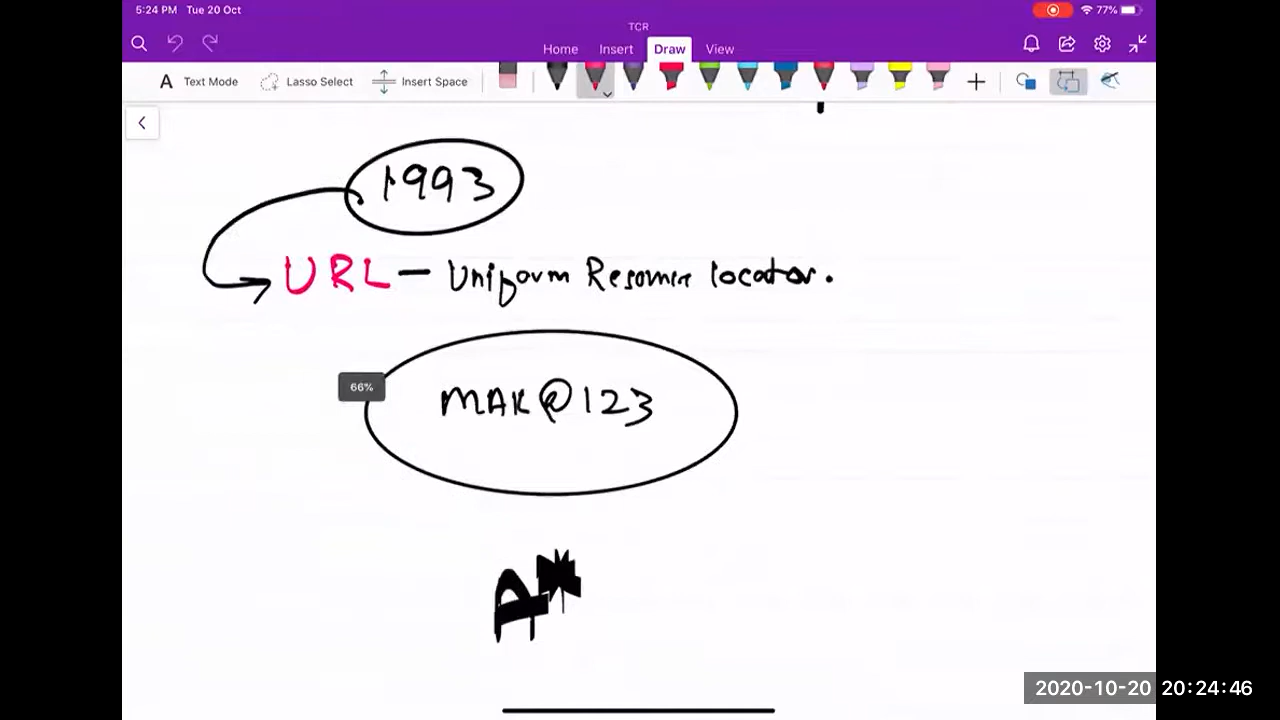 5:24 PM Tue 20 Oct
77%
TCR
Home Insert Draw View
A Text Mode Lasso Select Insert Space
1993
URL – Uniform Resource locator.
66%
MAK@123
A*
2020-10-20 20:24:46